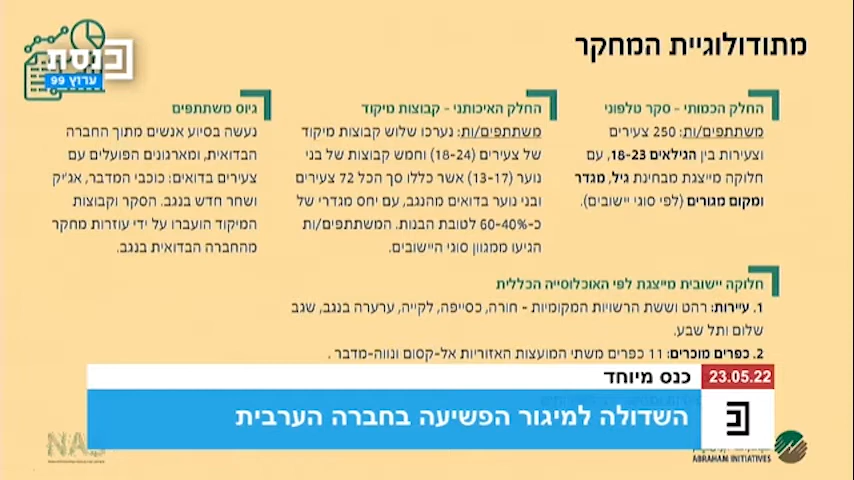 מתודולוגיית המחקר
כנסת
ערוץ 99
החלק הכמותי – סקר טלפוני
משתתפים/ות: 250 צעירים
וצעירות בין הגילאים 18-23, עם
חלוקה מייצגת מבחינת גיל, מגדר
ומקום מגורים (לפי סוגי יישובים).
החלק האיכותני – קבוצות מיקוד
משתתפים/ות: נערכו שלוש קבוצות מיקוד
של צעירים (18-24) וחמש קבוצות של בני
נוער (13-17) אשר כללו סך הכל 72 צעירים
ובני נוער בדואים מהנגב, עם יחס מגדרי של
כ-60-40% לטובת הבנות. המשתתפים/ות
הגיעו ממגוון סוגי היישובים.
גיוס משתתפים
נעשה בסיוע אנשים מתוך החברה
הבדואית, ומארגונים הפועלים עם
צעירים בדואים: כוכבי המדבר, אג'יק
ושחר חדש בנגב. הסקר וקבוצות
המיקוד הועברו על ידי עוזרות מחקר
מהחברה הבדואית בנגב.
חלוקה יישובית מייצגת לפי האוכלוסייה הכללית
1. עיירות: רהט וששת הרשויות המקומיות – חורה, כסייפה, לקייה, ערערה בנגב, שגב
שלום ותל שבע.
2. כפרים מוכרים: 11 כפרים משתי המועצות האזוריות אל-קסום ונווה-מדבר .
23.05.22
כנס מיוחד
השדולה למיגור הפשיעה בחברה הערבית
NAS
ABRAHAM INITIATIVES